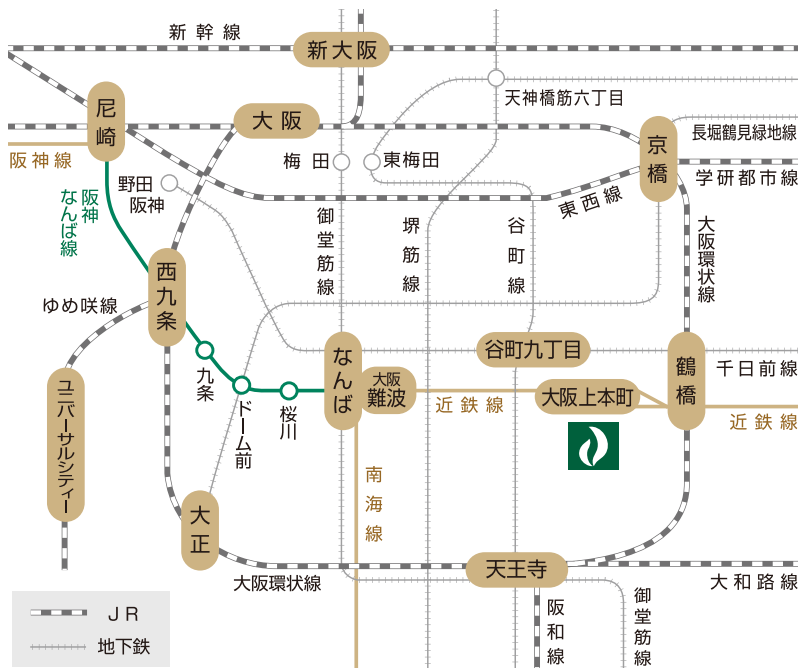 新幹線
新大阪
天神橋筋六丁目
尼崎
大阪
京橋
長堀鶴見緑地線
阪神線
梅田
東梅田
学研都市線
野田
阪神
阪神
なんば線
御堂筋線
堺筋線
谷町線
東西線
大阪環状線
西九条
ゆめ咲線
九条
ドーム前
桜川
なんば
大阪
難波
谷町九丁目
鶴橋
千日前線
近鉄線
大阪上本町
近鉄線
ユニバーサルシティー
南海線
大正
大阪環状線
天王寺
大和路線
阪和線
御堂筋線
JR
地下鉄